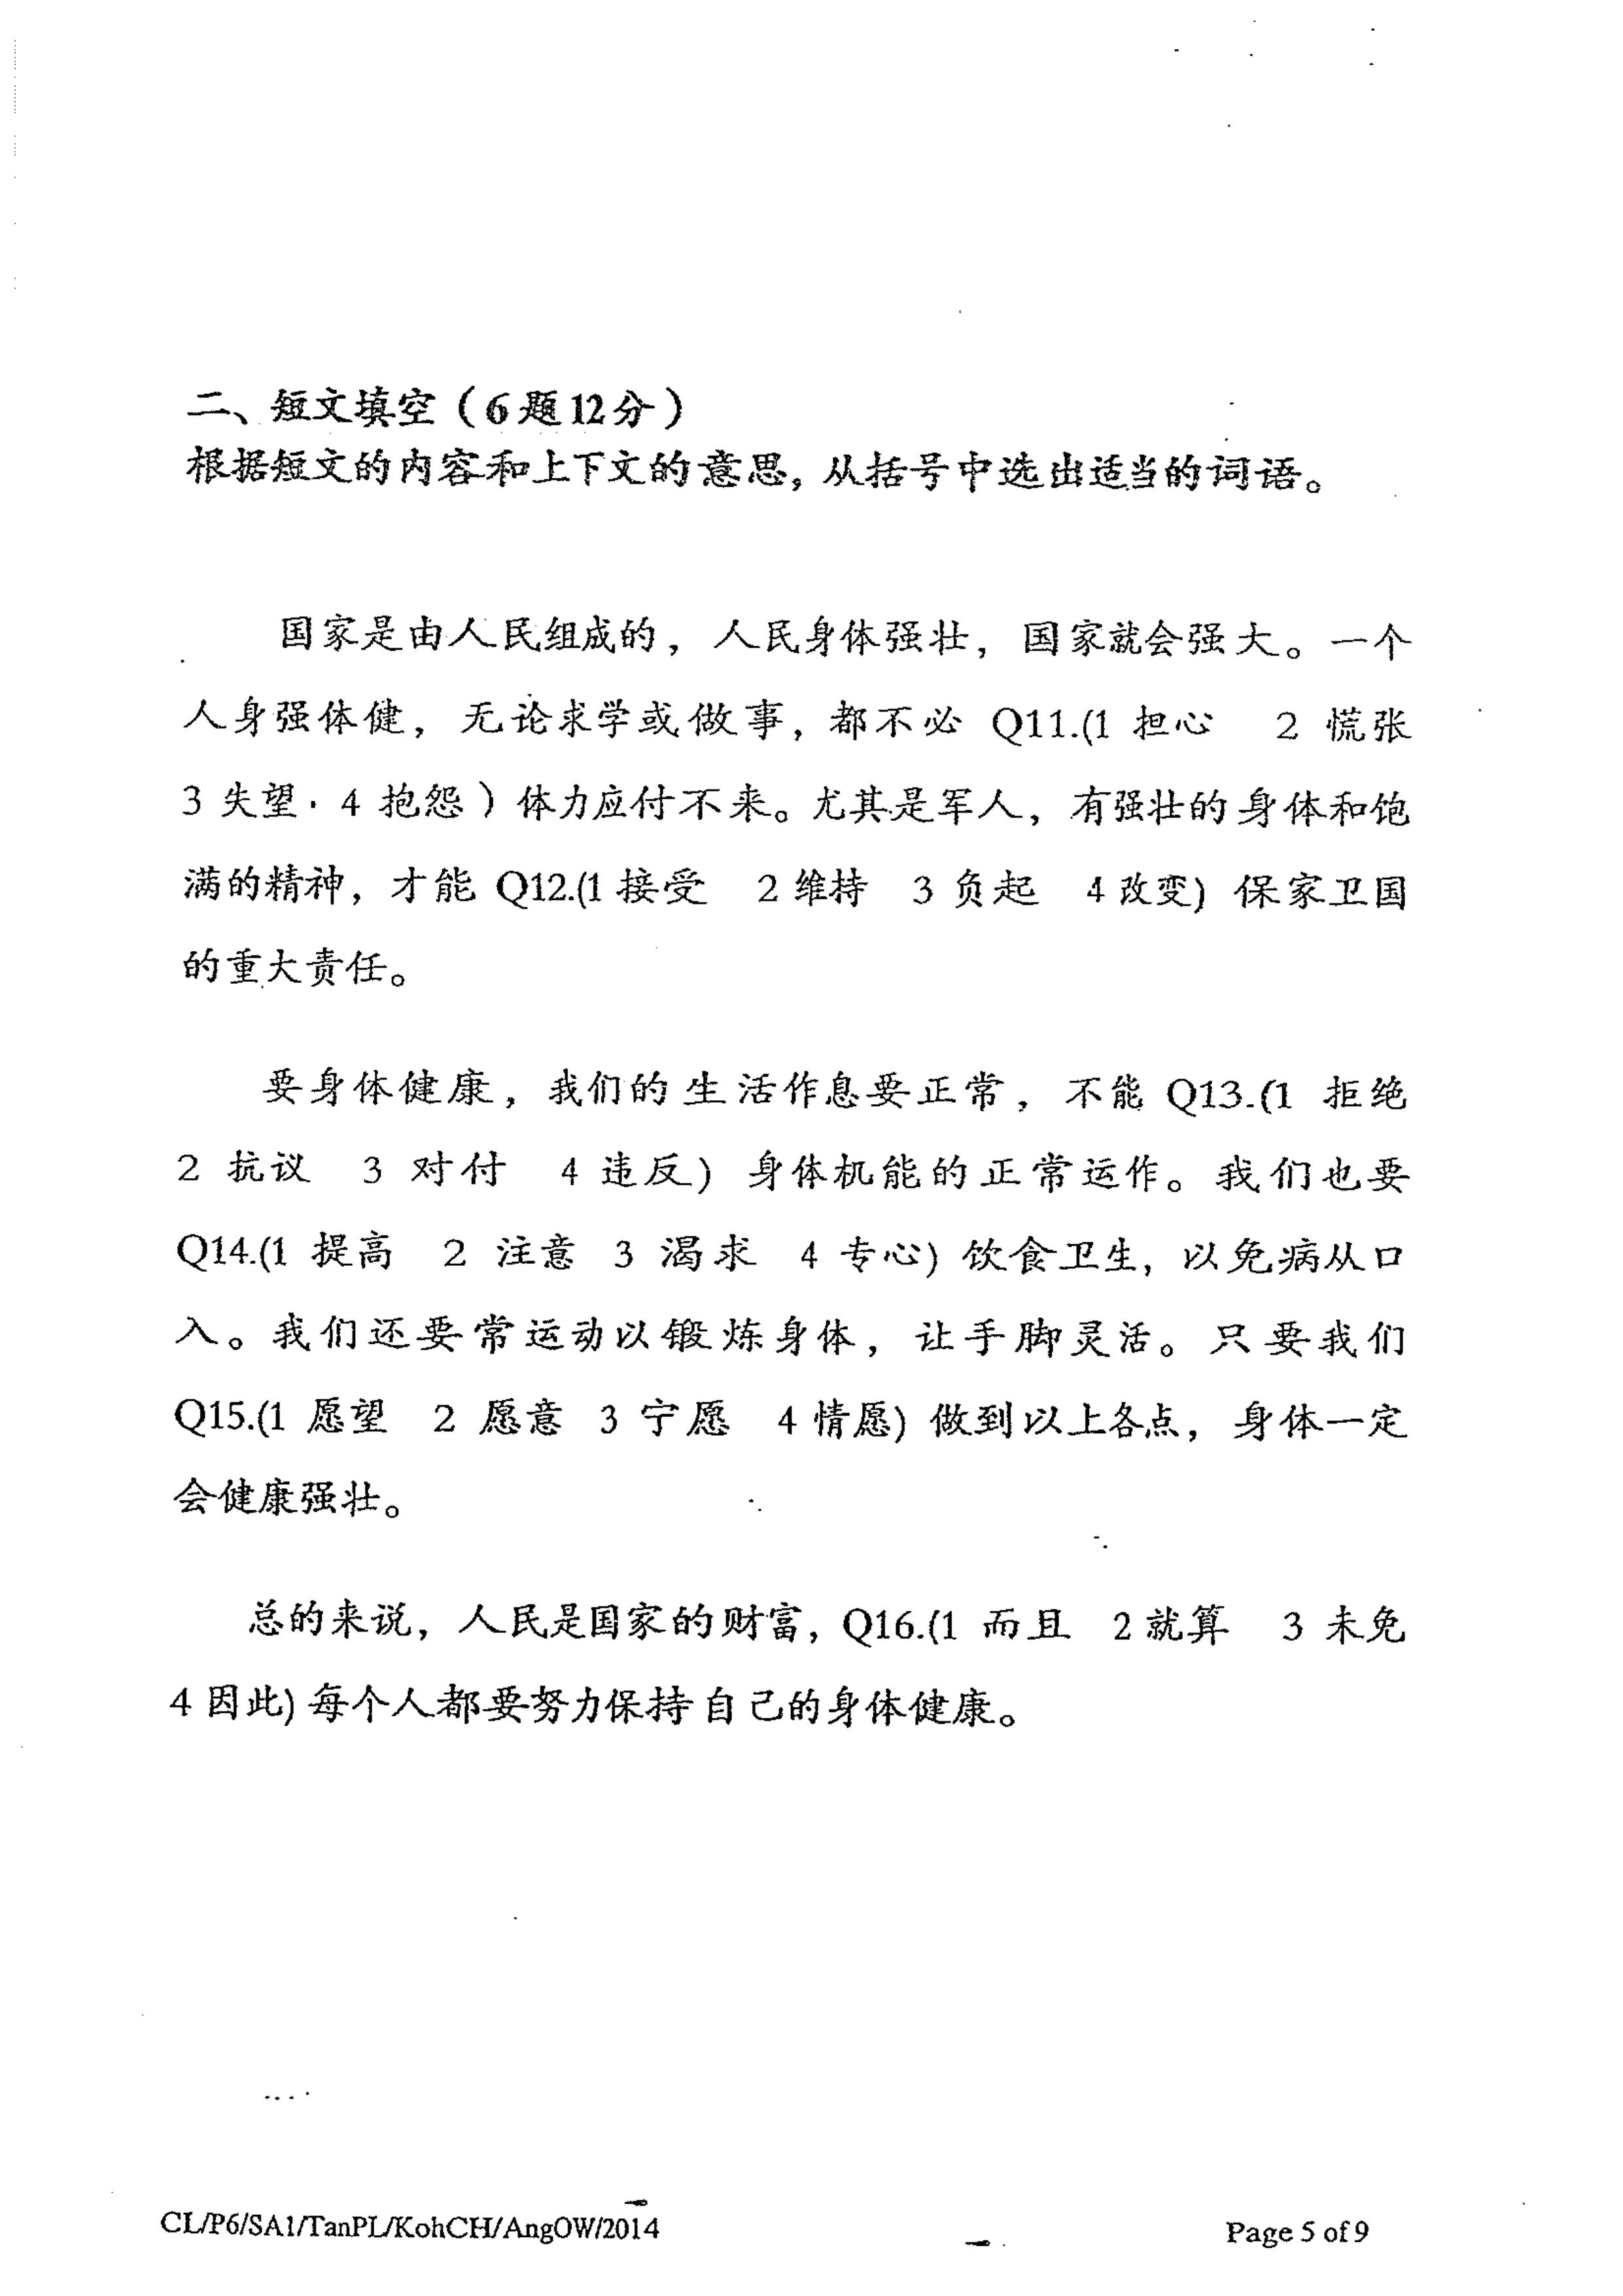 二、短文填空（6题12分）
根据短文的内容和上下文的意思，从括号中选出适当的词语。
国家是由人民组成的，人民身体强壮，国家就会强大。一个
人身强体健，无论求学或做事，都不必 Q11.(1 担心 2 慌张
3 失望 · 4 抱怨）体力应付不来。尤其是军人，有强壮的身体和饱
满的精神，才能 Q12.(1 接受 2 维持 3 负起 4 改变) 保家卫国
的重大责任。
要身体健康，我们的生活作息要正常，不能 Q13.(1 拒绝
2 抗议 3 对付 4 违反) 身体机能的正常运作。我们也要
Q14.(1 提高 2 注意 3 渴求 4 专心) 饮食卫生，以免病从口
入。我们还要常运动以锻炼身体，让手脚灵活。只要我们
Q15.(1 愿望 2 愿意 3 宁愿 4 情愿) 做到以上各点，身体一定
会健康强壮。
总的来说，人民是国家的财富，Q16.(1 而且 2 就算 3 未免
4 因此) 每个人都要努力保持自己的身体健康。
CL/P6/SA1/TanPL/KohCH/AngOW/2014
Page 5 of 9